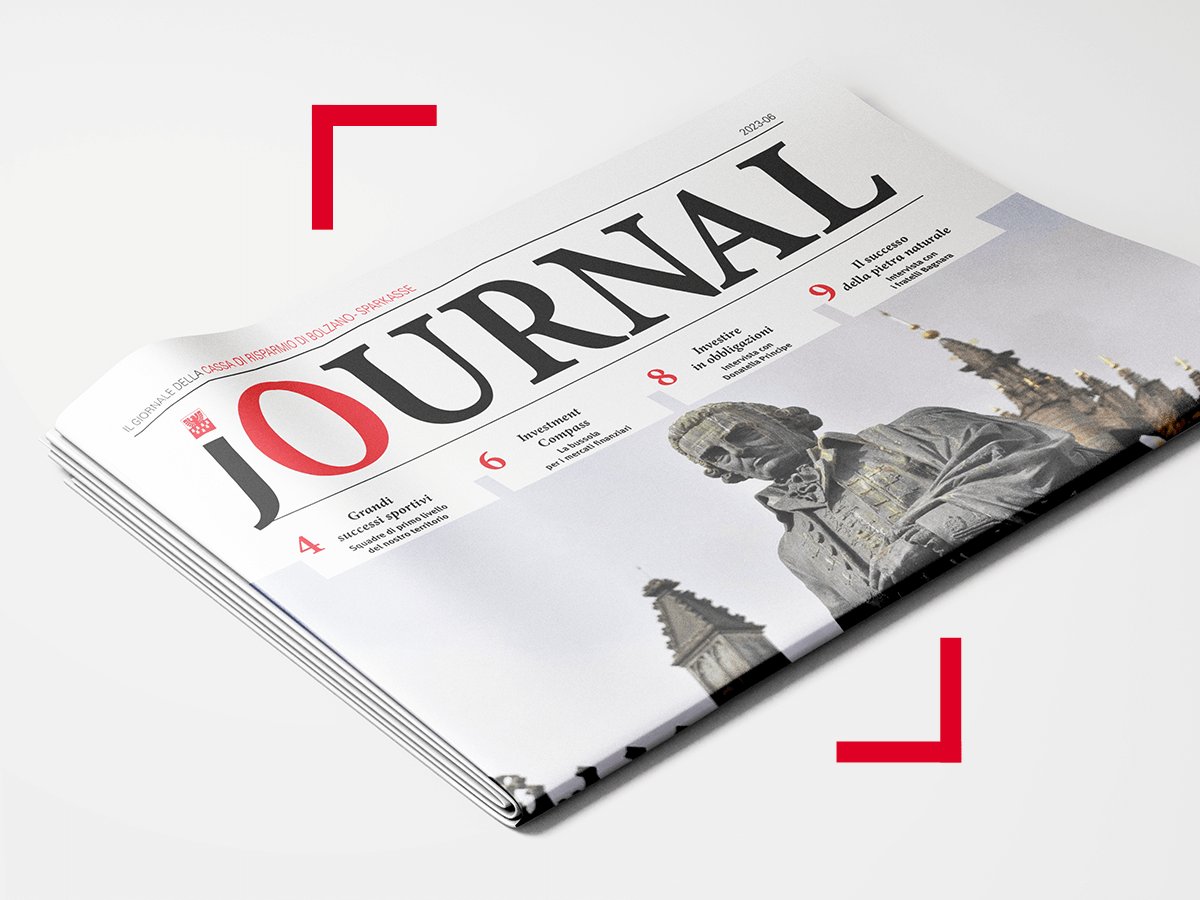 2023-06
IL GIORNALE DELLA CASSA DI RISPARMIO DI BOLZANO - SPARKASSE
JOURNAL
4
Grandi
successi sportivi
Squadre di primo livello
del nostro territorio
6
Investment
Compass
La bussola
per i mercati finanziari
8
Investire
in obbligazioni
Intervista con
Donatella Principe
9
Il successo
della pietra naturale
Intervista con
i fratelli Bagnara